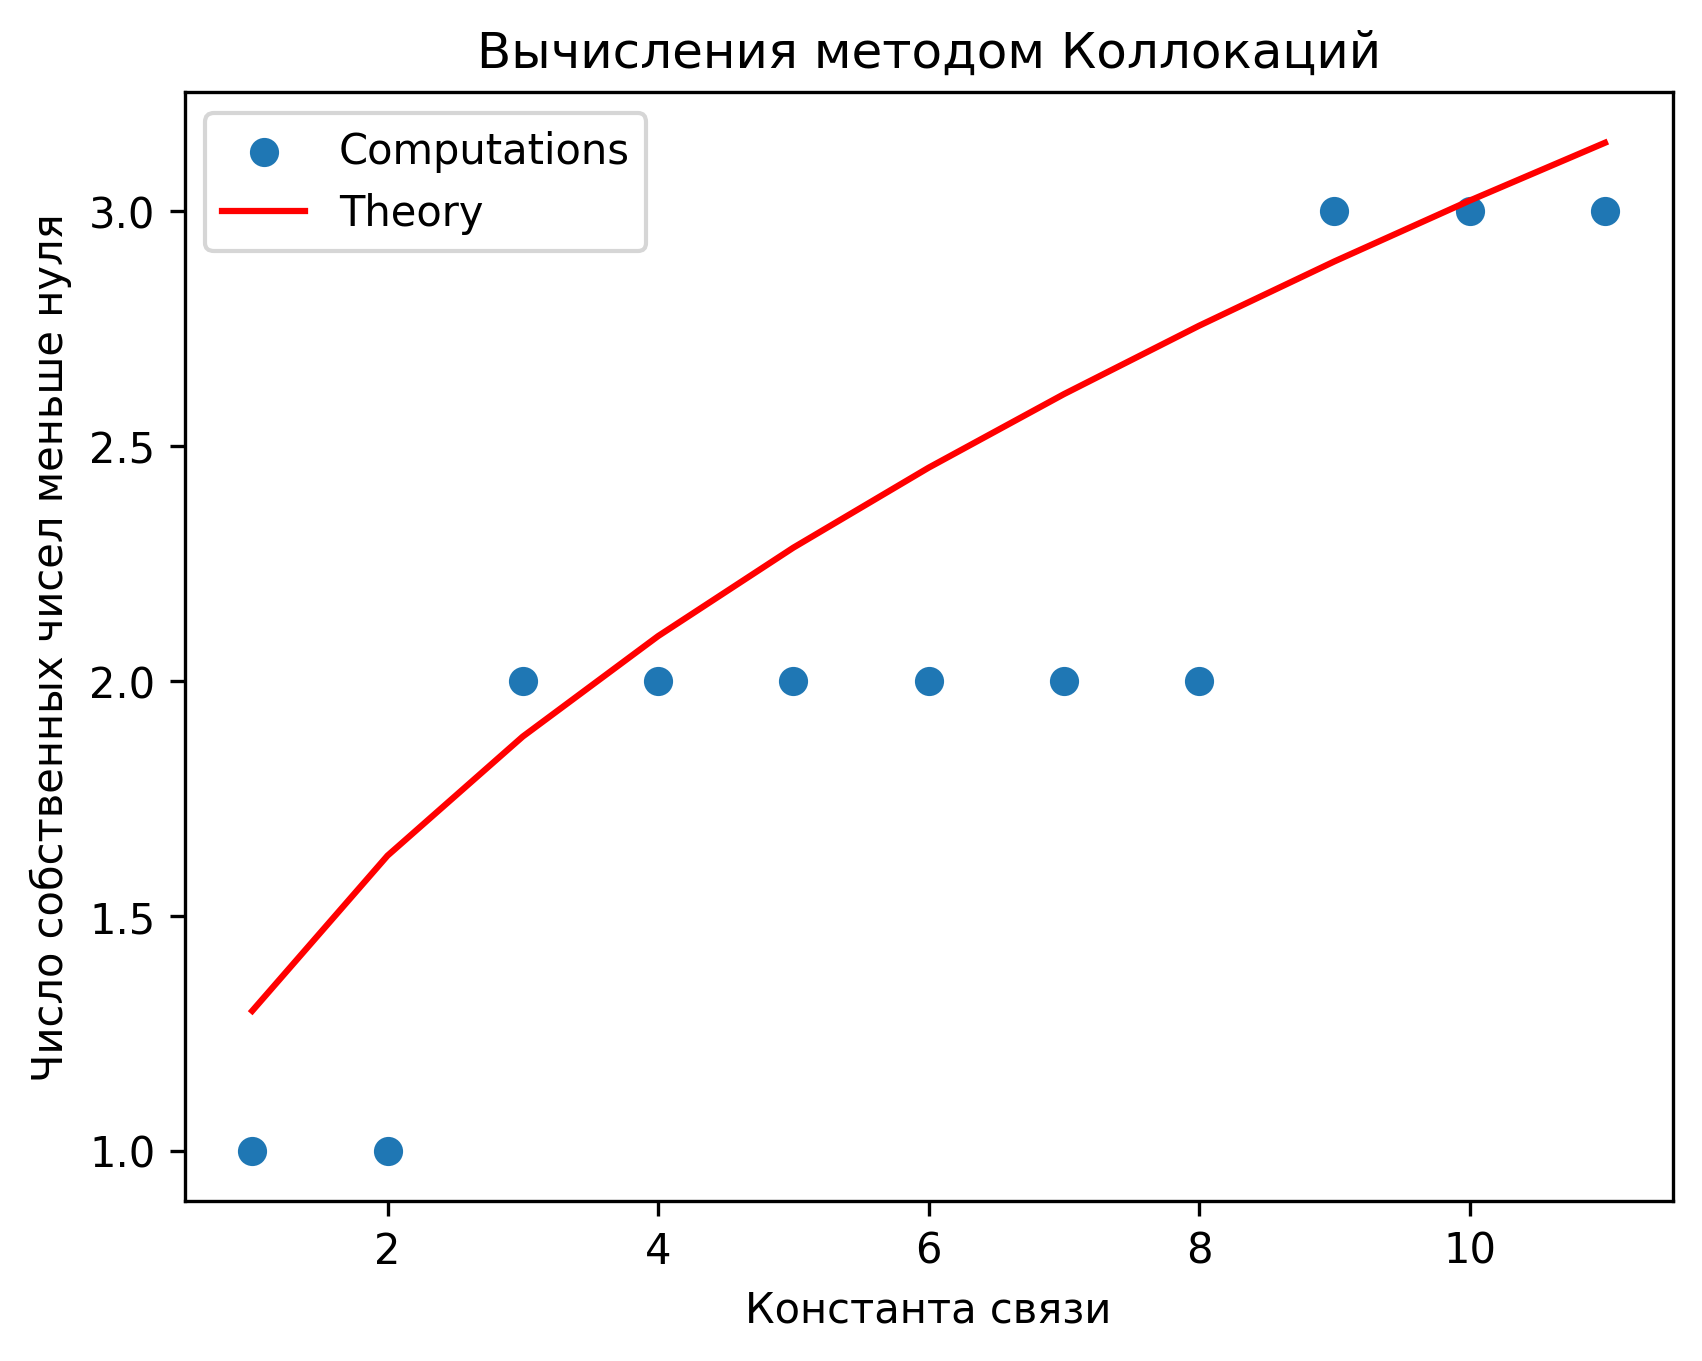 Вычисления методом Коллокаций
Computations
Theory
Число собственных чисел меньше нуля
3.0
2.5
2.0
1.5
1.0
2 4 6 8 10
Константа связи